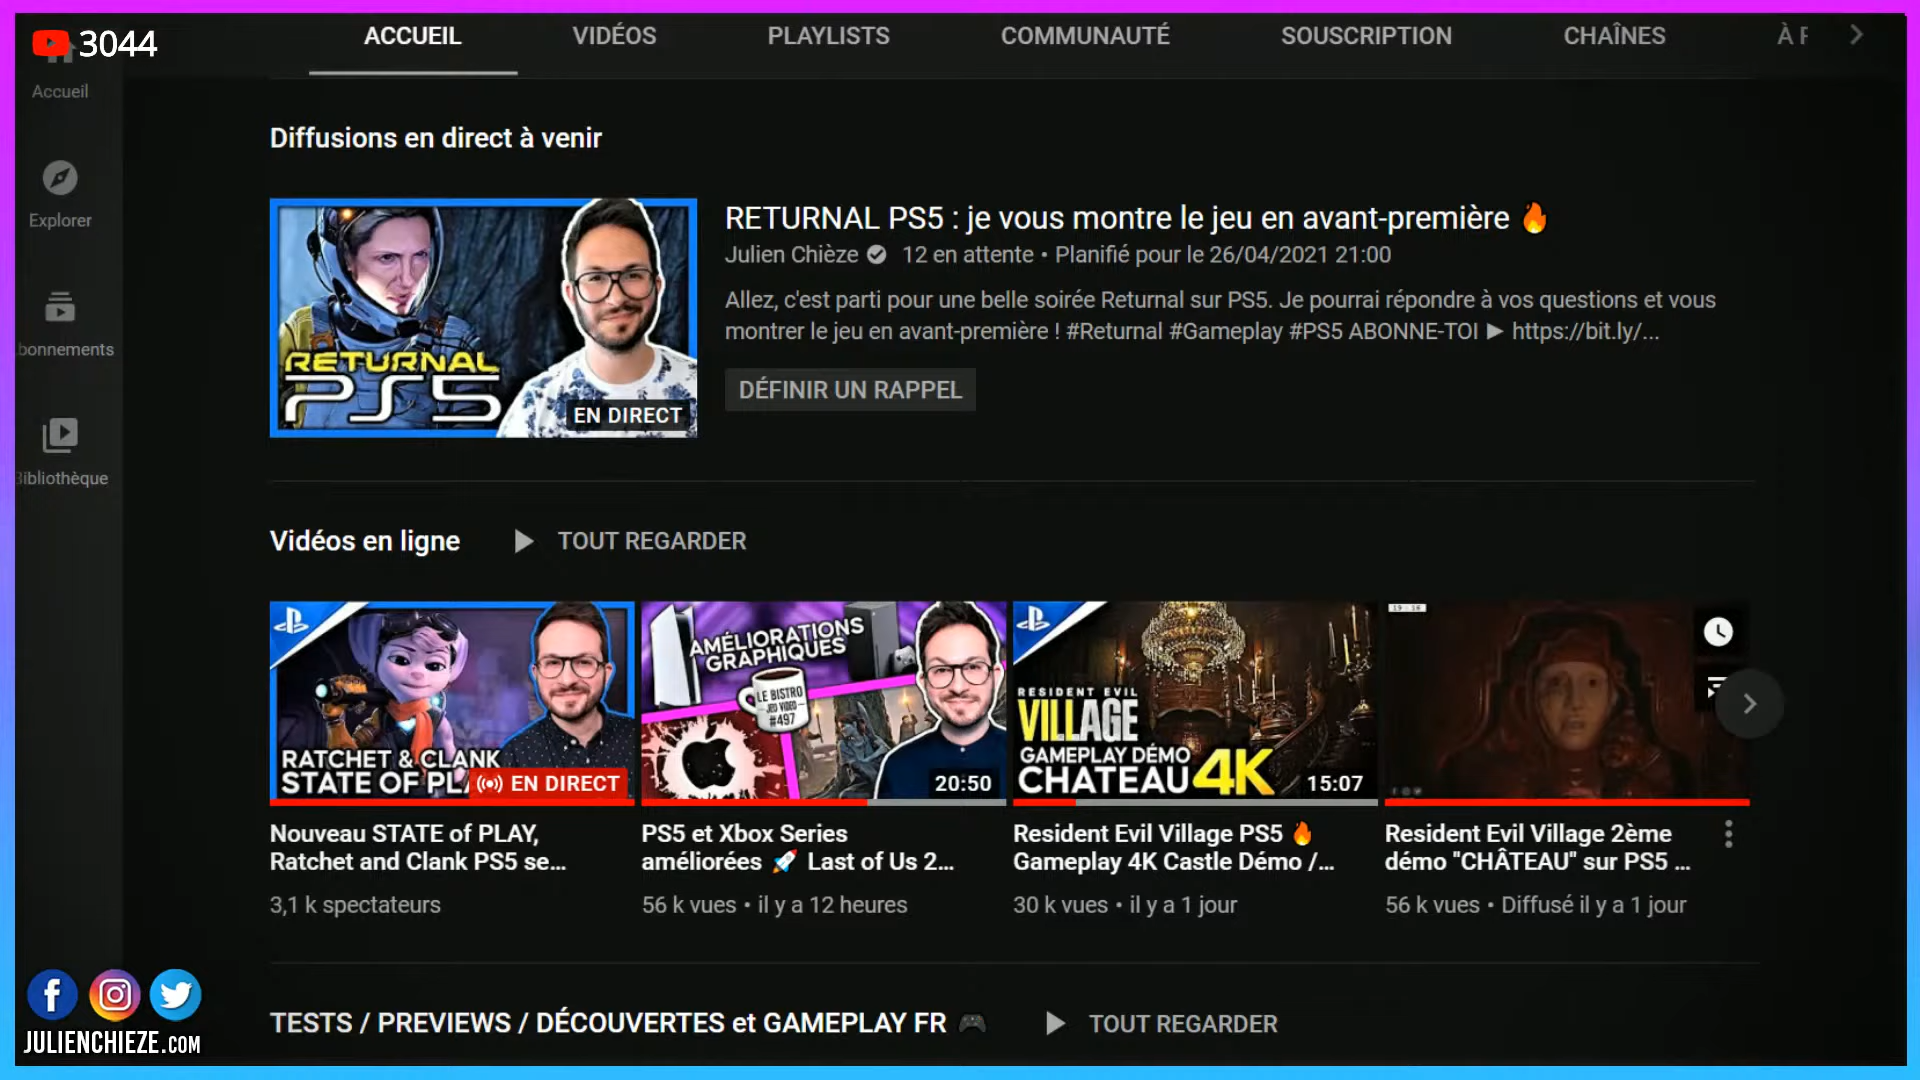 3044
ACCUEIL VIDÉOS PLAYLISTS COMMUNAUTÉ SOUSCRIPTION CHAÎNES
Accueil
Explorer
bonnements
Bibliothèque
Diffusions en direct à venir
RETURNAL
PS5
EN DIRECT
RETURNAL PS5 : je vous montre le jeu en avant-première 🔥
Julien Chièze 12 en attente • Planifié pour le 26/04/2021 21:00
Allez, c'est parti pour une belle soirée Returnal sur PS5. Je pourrai répondre à vos questions et vous
montrer le jeu en avant-première ! #Returnal #Gameplay #PS5 ABONNE-TOI ► https://bit.ly/...
DÉFINIR UN RAPPEL
Vidéos en ligne TOUT REGARDER
RATCHET & CLANK
STATE OF PLA
EN DIRECT
Nouveau STATE of PLAY,
Ratchet and Clank PS5 se...
3,1 k spectateurs
AMÉLIORATIONS
GRAPHIQUES
LE BISTRO
JEU VIDEO
#497
20:50
PS5 et Xbox Series
améliorées 🚀 Last of Us 2...
56 k vues • il y a 12 heures
RESIDENT EVIL
VILLAGE
GAMEPLAY DÉMO
CHATEAU 4K
15:07
Resident Evil Village PS5 🔥
Gameplay 4K Castle Démo /...
30 k vues • il y a 1 jour
Resident Evil Village 2ème
démo "CHÂTEAU" sur PS5 ...
56 k vues • Diffusé il y a 1 jour
TESTS / PREVIEWS / DÉCOUVERTES et GAMEPLAY FR 🎮 TOUT REGARDER
JULIENCHIEZE.COM